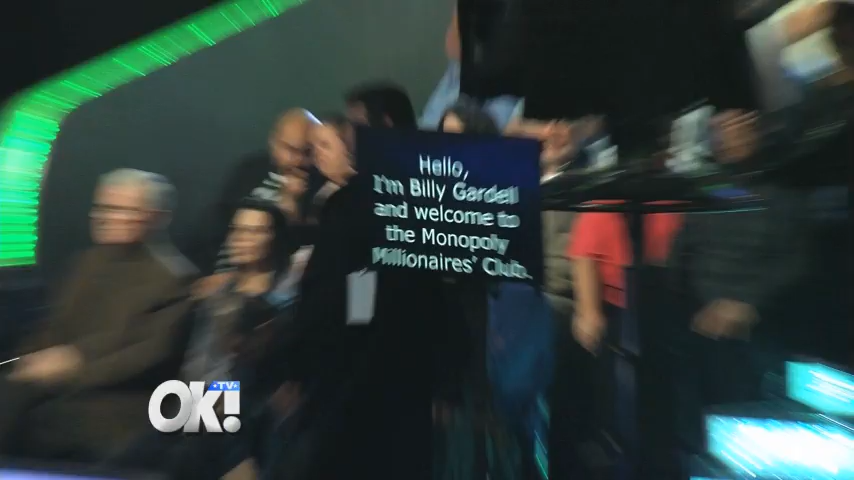 Hello,
I'm Billy Gardell
and welcome to
the Monopoly
Millionaires' Club.
OK!
TV